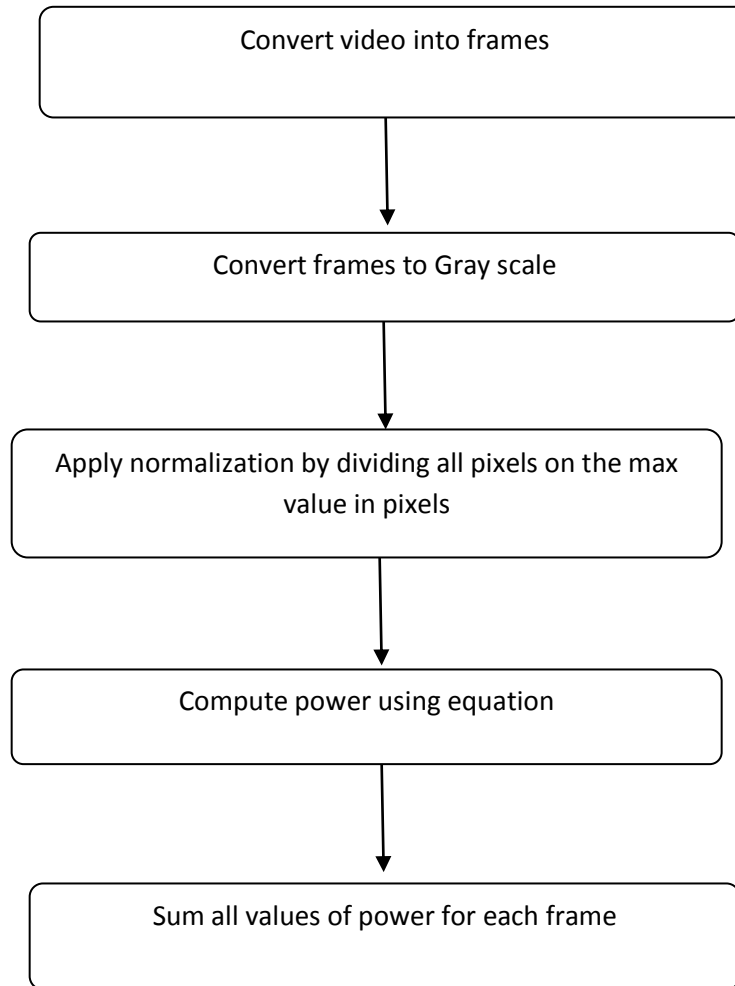 Convert video into frames
Convert frames to Gray scale
Apply normalization by dividing all pixels on the max
value in pixels
Compute power using equation
Sum all values of power for each frame